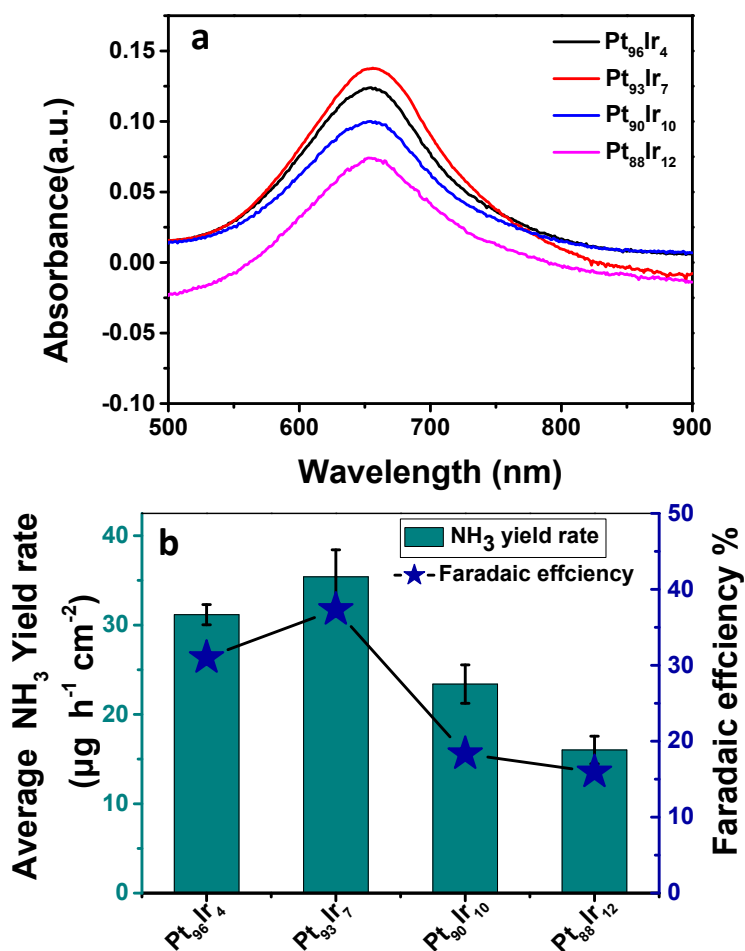 a
Pt₉₆Ir₄
Pt₉₃Ir₇
Pt₉₀Ir₁₀
Pt₈₈Ir₁₂
0.15
0.10
0.05
0.00
-0.05
-0.10
Absorbance(a.u.)
500 600 700 800 900
Wavelength (nm)
b
NH₃ yield rate
Faradaic effciency
40
30
20
10
0
Average NH₃ Yield rate
(µg h⁻¹ cm⁻²)
50
40
30
20
10
0
Faradaic effciency %
Pt₉₆Ir₄ Pt₉₃Ir₇ Pt₉₀Ir₁₀ Pt₈₈Ir₁₂